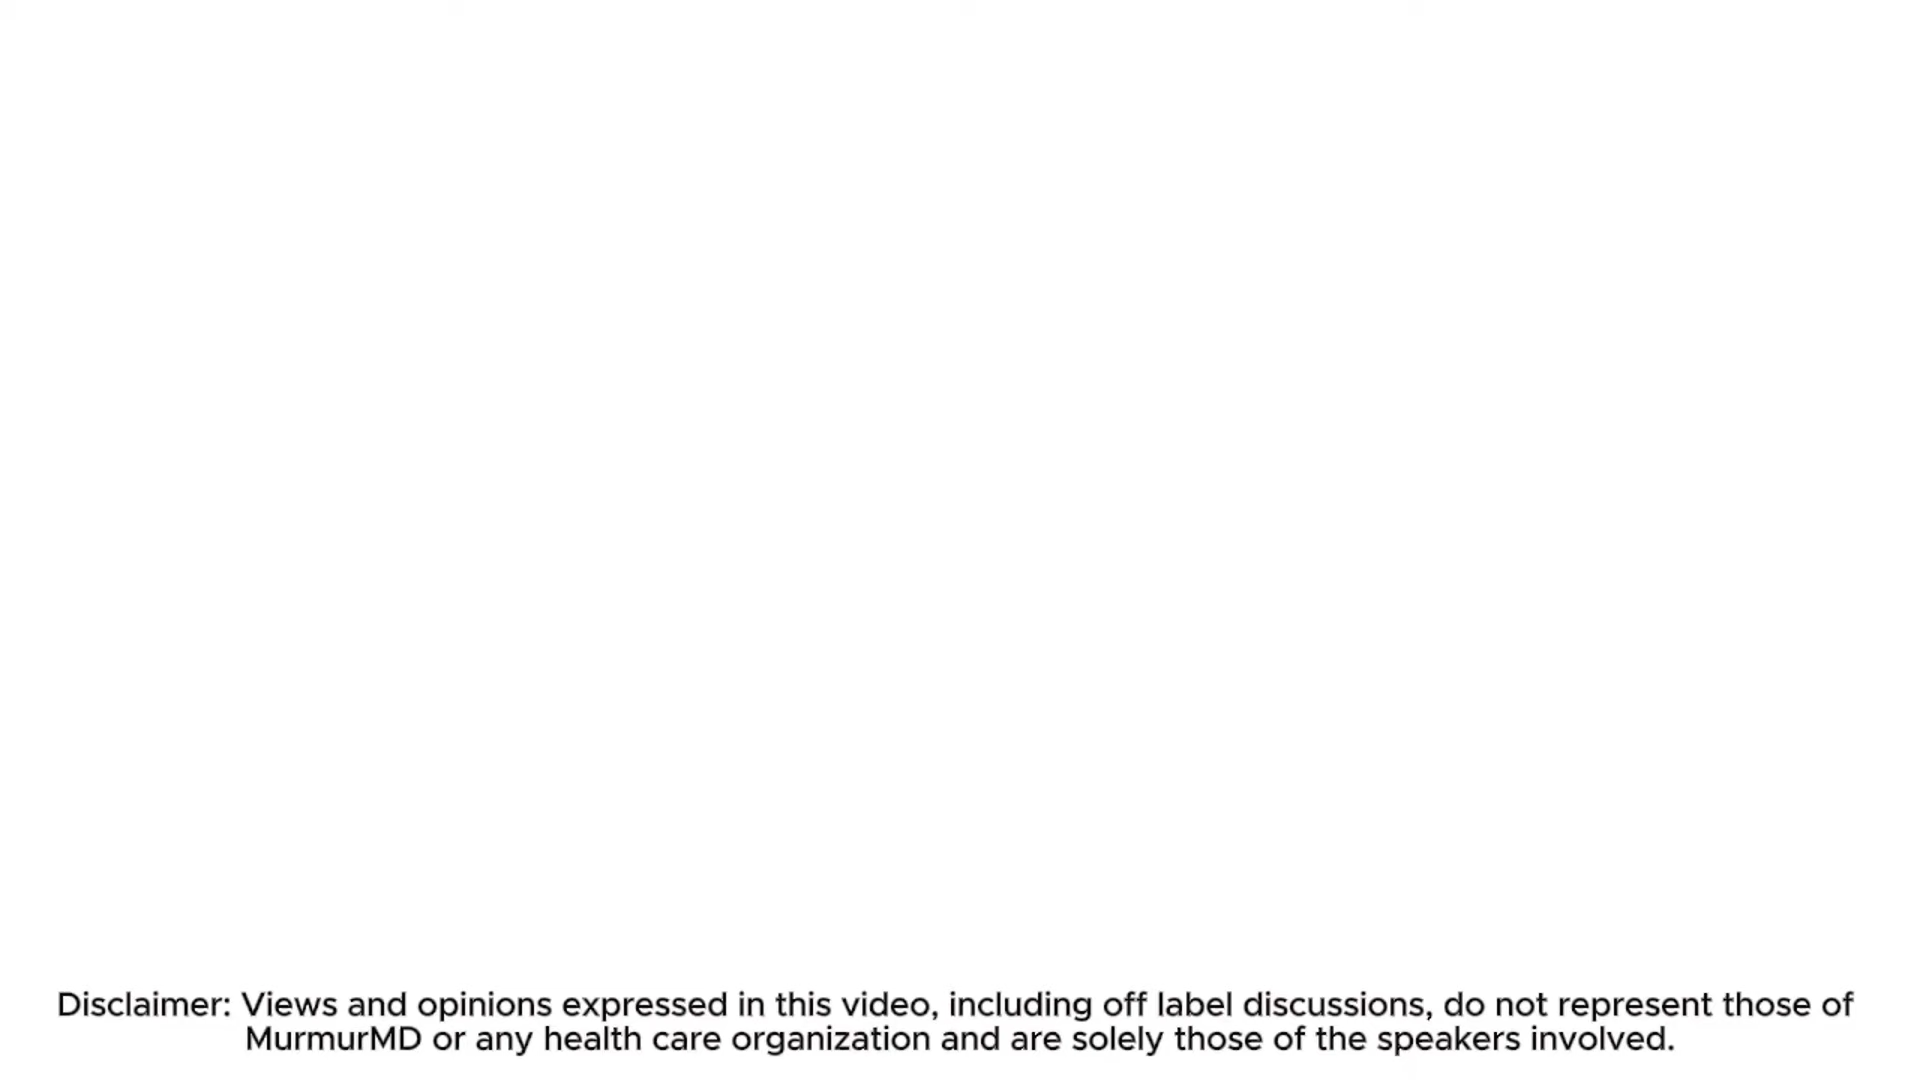 Disclaimer: Views and opinions expressed in this video, including off label discussions, do not represent those of
MurmurMD or any health care organization and are solely those of the speakers involved.